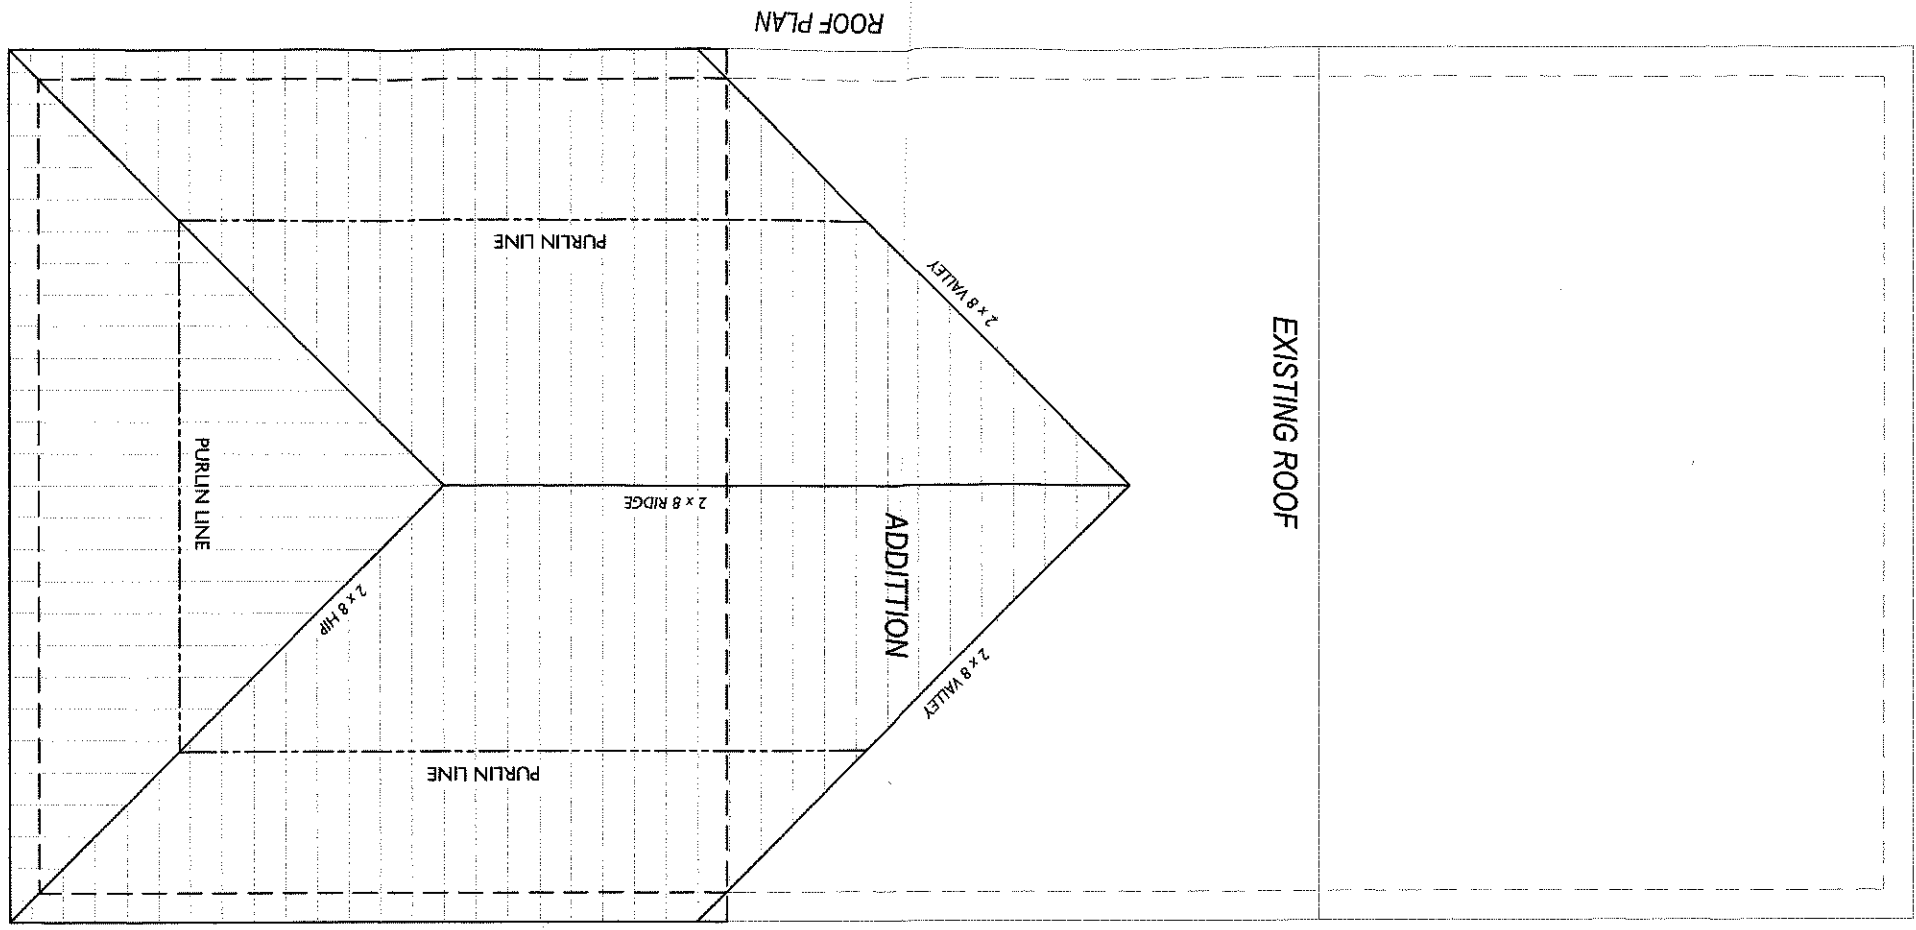 ROOF PLAN
PURLIN LINE
2 x 8 VALLEY
EXISTING ROOF
PURLIN LINE
2 x 8 RIDGE
ADDITTION
2 x 8 HIP
2 x 8 VALLEY
PURLIN LINE